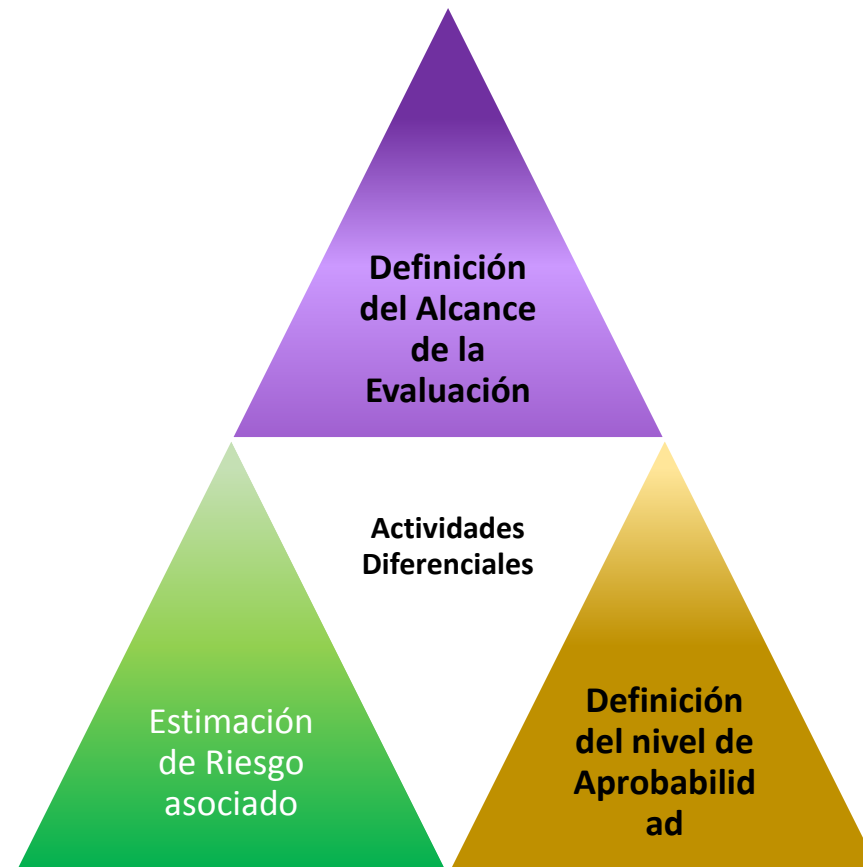 Definición
del Alcance
de la
Evaluación
Actividades
Diferenciales
Estimación
de Riesgo
asociado
Definición
del nivel de
Aprobabilid
ad